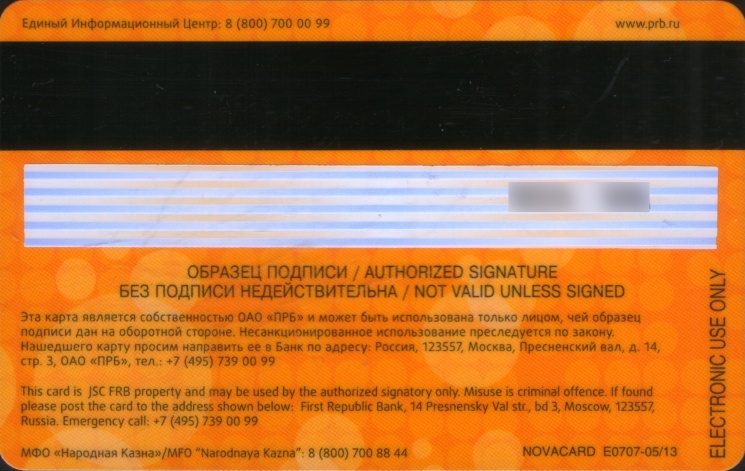 Единый Информационный Центр: 8 (800) 700 00 99
www.prb.ru
ОБРАЗЕЦ ПОДПИСИ / AUTHORIZED SIGNATURE
БЕЗ ПОДПИСИ НЕДЕЙСТВИТЕЛЬНА / NOT VALID UNLESS SIGNED
Эта карта является собственностью ОАО «ПРБ» и может быть использована только лицом, чей образец
подписи дан на оборотной стороне. Несанкционированное использование преследуется по закону.
Нашедшего карту просим направить ее в Банк по адресу: Россия, 123557, Москва, Пресненский вал, д. 14,
стр. 3, ОАО «ПРБ», тел.: +7 (495) 739 00 99
This card is JSC FRB property and may be used by the authorized signatory only. Misuse is criminal offence. If found
please post the card to the address shown below: First Republic Bank, 14 Presnensky Val str., bd 3, Moscow, 123557,
Russia. Emergency call: +7 (495) 739 00 99
МФО «Народная Казна»/MFO "Narodnaya Kazna": 8 (800) 700 88 44
NOVACARD E0707-05/13
ELECTRONIC USE ONLY